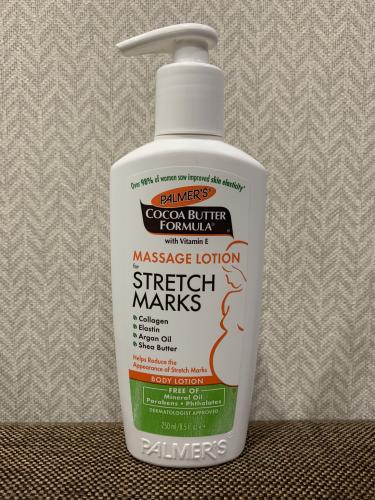 Over 98% of women saw improved skin elasticity*
PALMER'S®
COCOA BUTTER
FORMULA®
with Vitamin E
MASSAGE LOTION
for
STRETCH
MARKS
Collagen
Elastin
Argan Oil
Shea Butter
Helps Reduce the
Appearance of Stretch Marks
BODY LOTION
FREE OF
Mineral Oil
Parabens • Phthalates
DERMATOLOGIST APPROVED
250 ml/8.5 fl. oz. e
PALMER'S